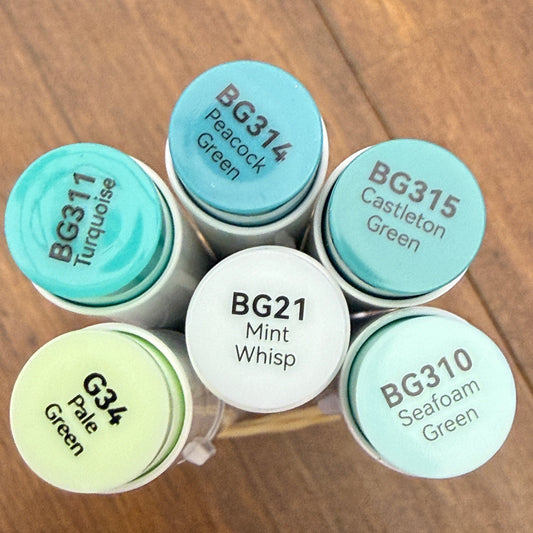 BG314
Peacock
Green
BG311
Turquoise
BG315
Castleton
Green
BG21
Mint
Whisp
G34
Pale
Green
BG310
Seafoam
Green